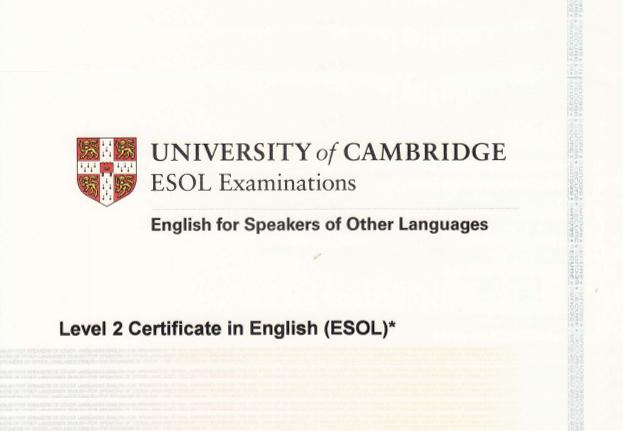 UNIVERSITY of CAMBRIDGE
ESOL Examinations
English for Speakers of Other Languages
Level 2 Certificate in English (ESOL)*